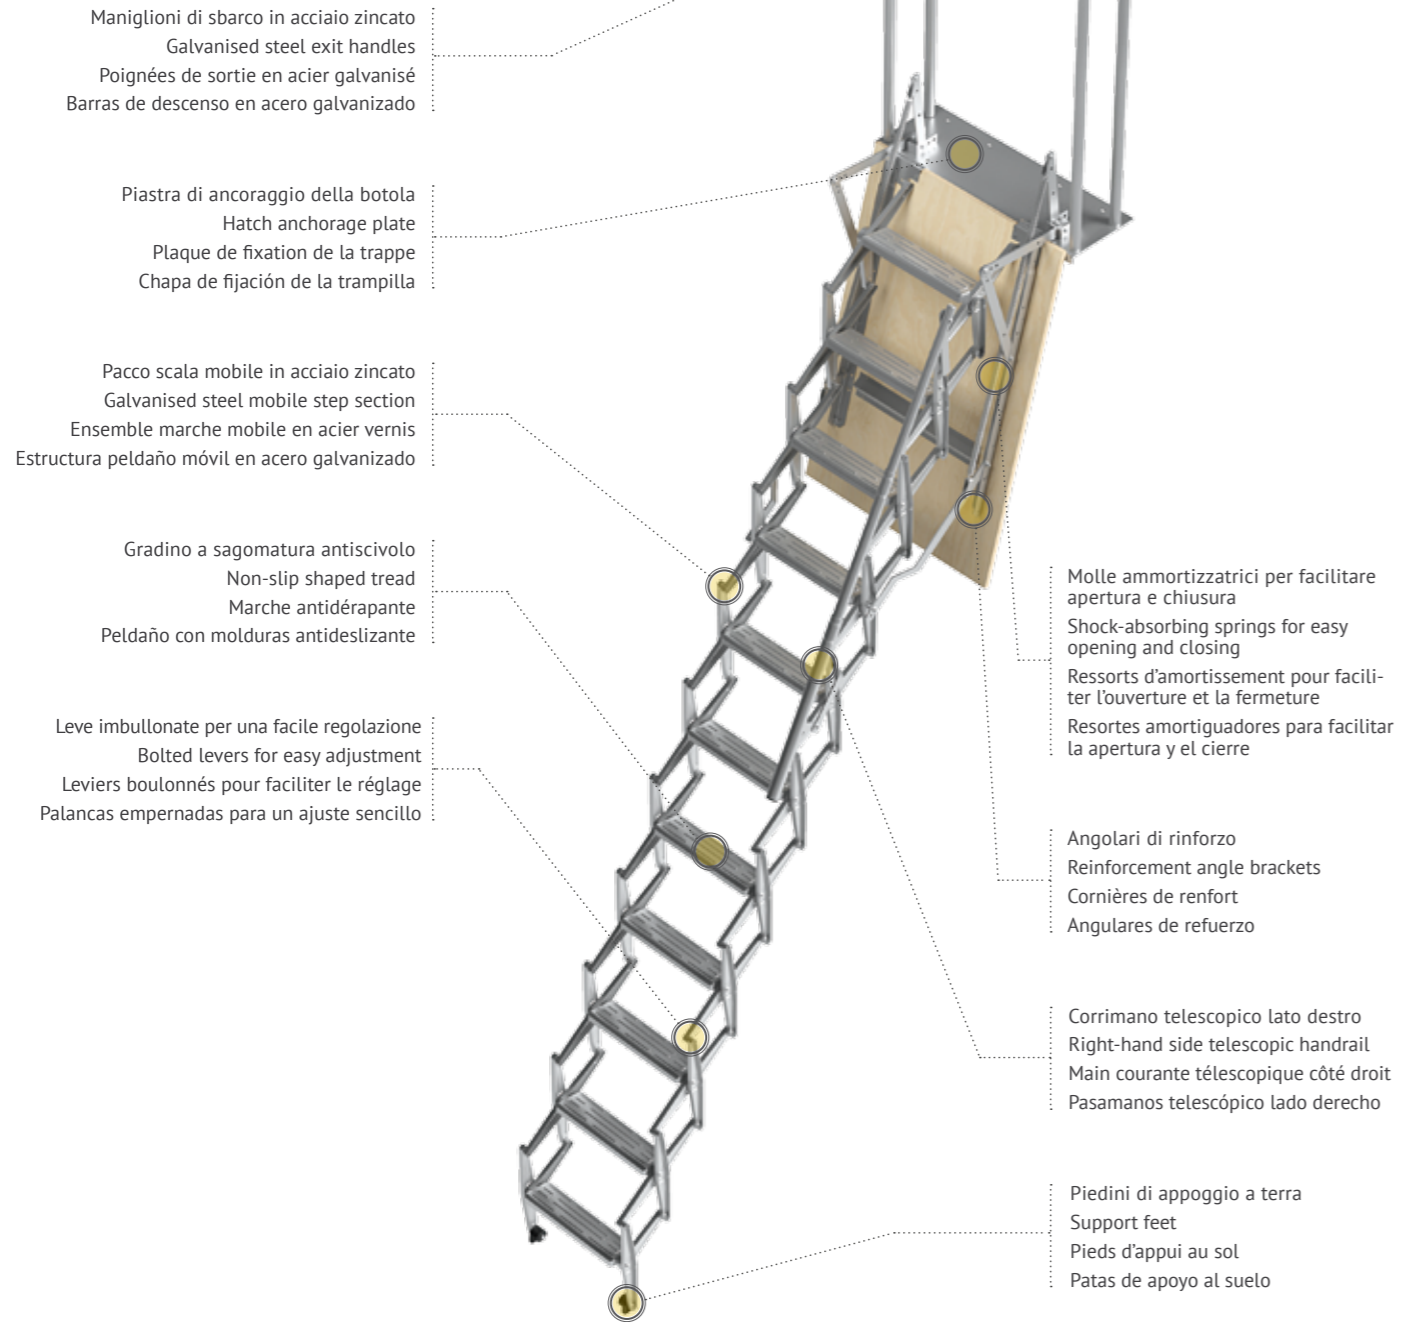 Maniglioni di sbarco in acciaio zincato
Galvanised steel exit handles
Poignées de sortie en acier galvanisé
Barras de descenso en acero galvanizado
Piastra di ancoraggio della botola
Hatch anchorage plate
Plaque de fixation de la trappe
Chapa de fijación de la trampilla
Pacco scala mobile in acciaio zincato
Galvanised steel mobile step section
Ensemble marche mobile en acier vernis
Estructura peldaño móvil en acero galvanizado
Gradino a sagomatura antiscivolo
Non-slip shaped tread
Marche antidérapante
Peldaño con molduras antideslizante
Leve imbullonate per una facile regolazione
Bolted levers for easy adjustment
Leviers boulonnés pour faciliter le réglage
Palancas empernadas para un ajuste sencillo
Molle ammortizzatrici per facilitare
apertura e chiusura
Shock-absorbing springs for easy
opening and closing
Ressorts d’amortissement pour facili-
ter l’ouverture et la fermeture
Resortes amortiguadores para facilitar
la apertura y el cierre
Angolari di rinforzo
Reinforcement angle brackets
Cornières de renfort
Angulares de refuerzo
Corrimano telescopico lato destro
Right-hand side telescopic handrail
Main courante télescopique côté droit
Pasamanos telescópico lado derecho
Piedini di appoggio a terra
Support feet
Pieds d’appui au sol
Patas de apoyo al suelo